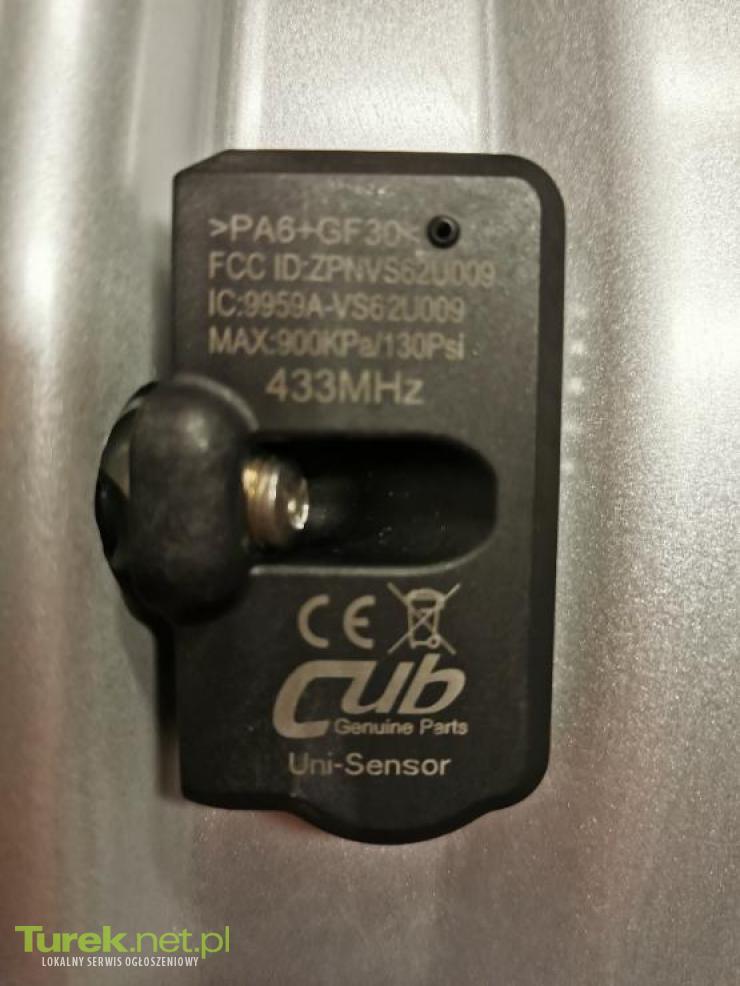 >PA6+GF30<
FCC ID:ZPNVS62U009
IC:9959A-VS62U009
MAX:900KPa/130Psi
433MHz
CE
Cub
Genuine Parts
Uni-Sensor
Turek.net.pl
LOKALNY SERWIS OGŁOSZENIOWY